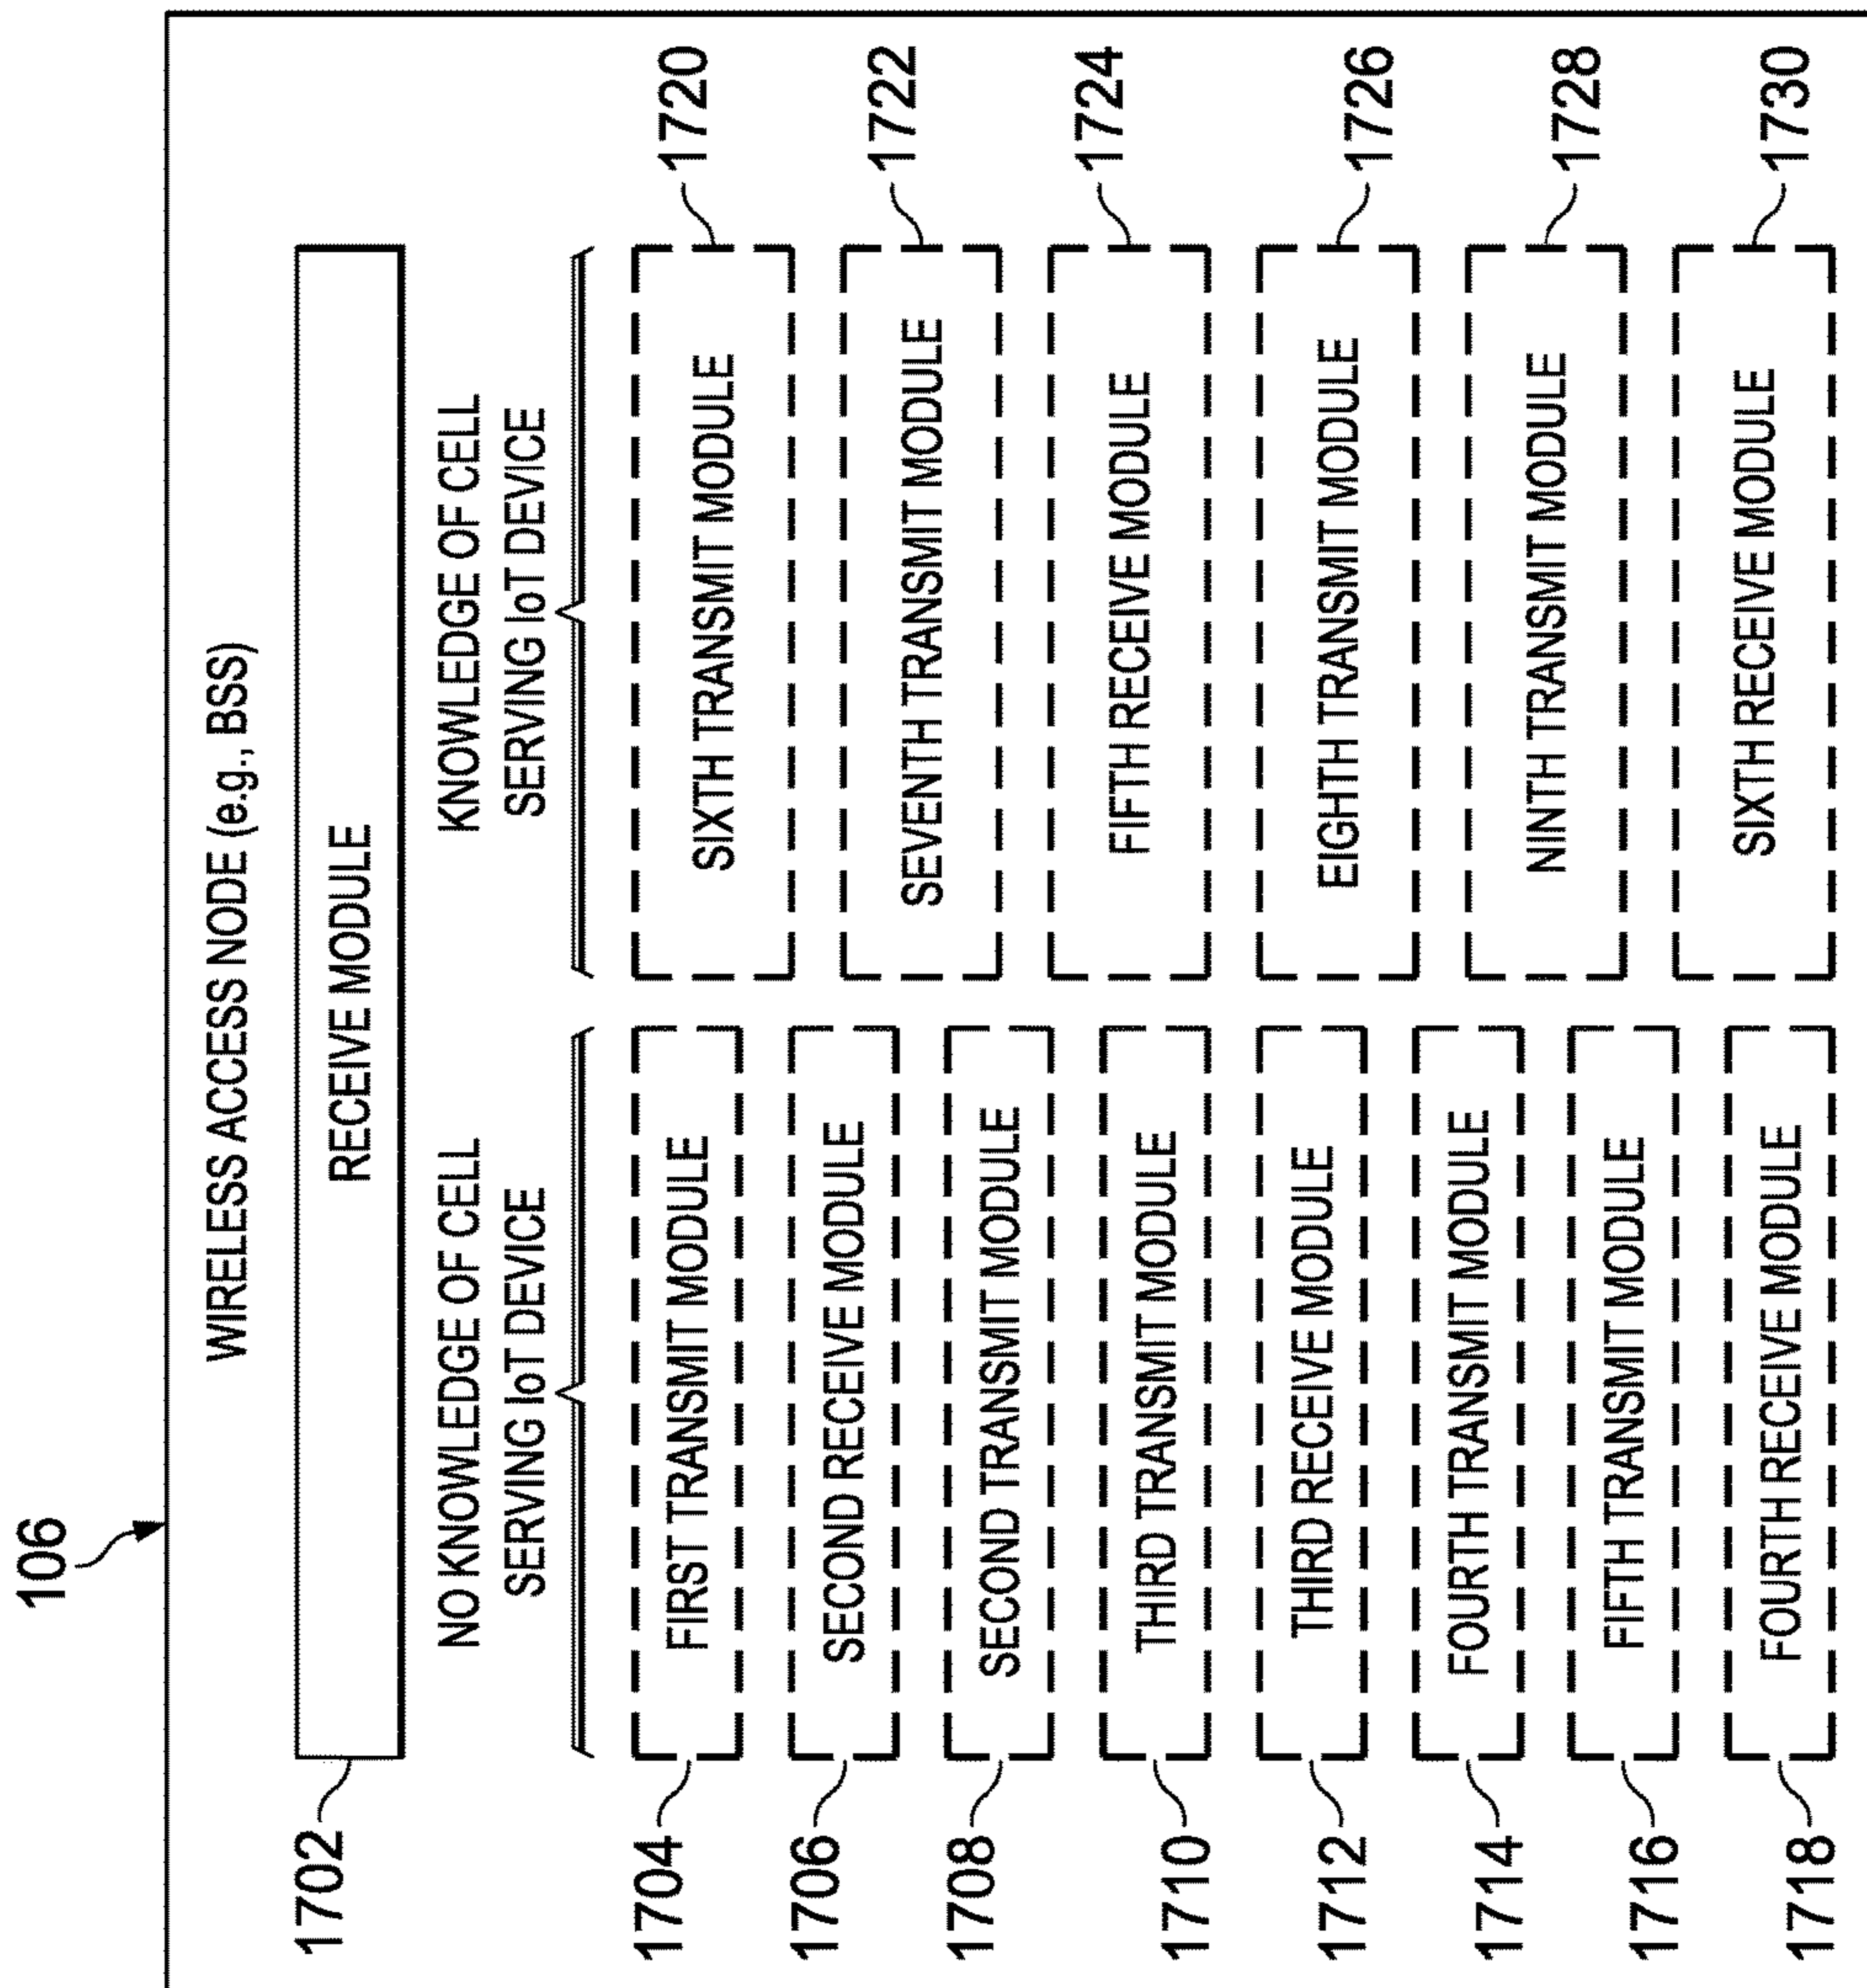 106
WIRELESS ACCESS NODE (e.g., BSS)
1702
RECEIVE MODULE
NO KNOWLEDGE OF CELL
SERVING IoT DEVICE
1704
FIRST TRANSMIT MODULE
1706
SECOND RECEIVE MODULE
1708
SECOND TRANSMIT MODULE
1710
THIRD TRANSMIT MODULE
1712
THIRD RECEIVE MODULE
1714
FOURTH TRANSMIT MODULE
1716
FIFTH TRANSMIT MODULE
1718
FOURTH RECEIVE MODULE
KNOWLEDGE OF CELL
SERVING IoT DEVICE
SIXTH TRANSMIT MODULE
1720
SEVENTH TRANSMIT MODULE
1722
FIFTH RECEIVE MODULE
1724
EIGHTH TRANSMIT MODULE
1726
NINTH TRANSMIT MODULE
1728
SIXTH RECEIVE MODULE
1730